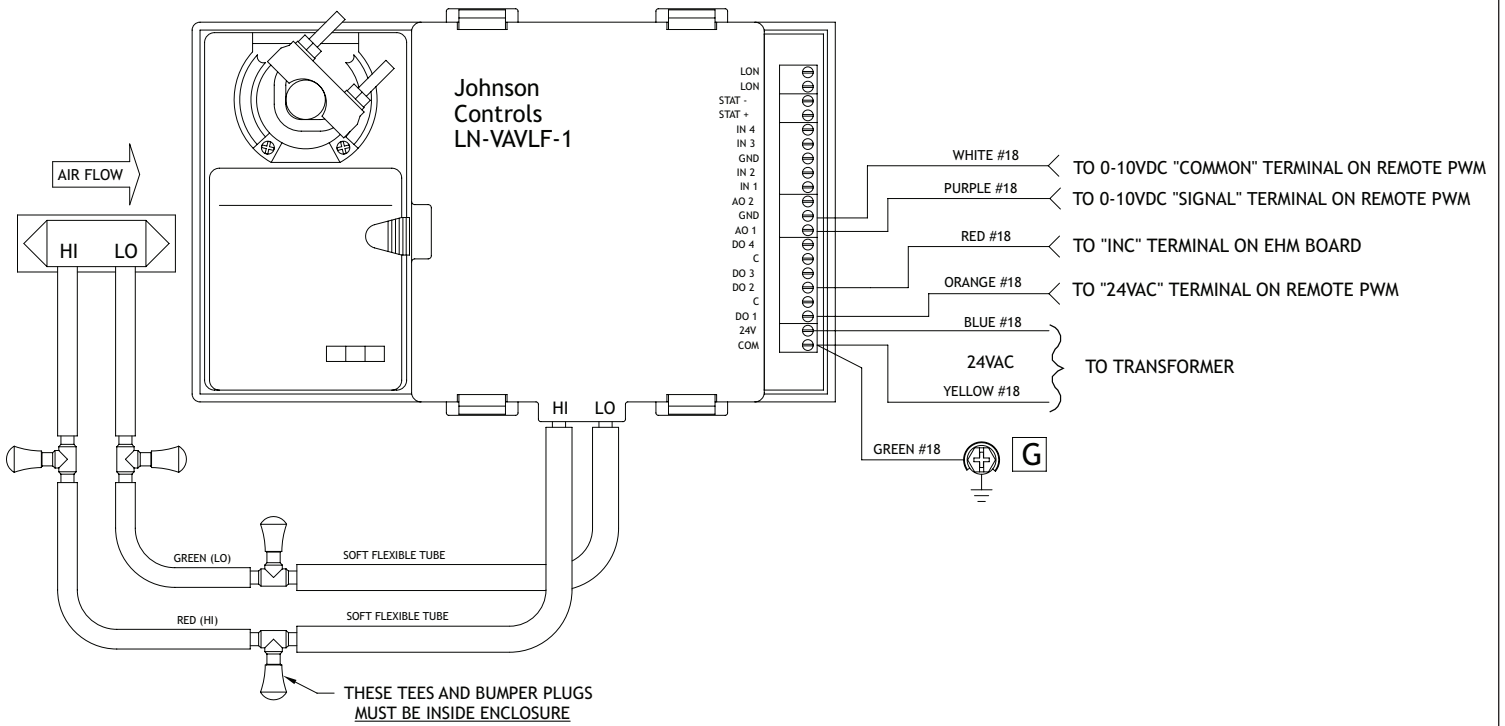 Johnson
Controls
LN-VAVLF-1
AIR FLOW
HI LO
LON
LON
STAT -
STAT +
IN 4
IN 3
GND
IN 2
IN 1
AO 2
GND
AO 1
DO 4
C
DO 3
DO 2
C
DO 1
24V
COM
WHITE #18 TO 0-10VDC "COMMON" TERMINAL ON REMOTE PWM
PURPLE #18 TO 0-10VDC "SIGNAL" TERMINAL ON REMOTE PWM
RED #18 TO "INC" TERMINAL ON EHM BOARD
ORANGE #18 TO "24VAC" TERMINAL ON REMOTE PWM
BLUE #18
24VAC TO TRANSFORMER
YELLOW #18
HI LO
GREEN #18 G
GREEN (LO) SOFT FLEXIBLE TUBE
RED (HI) SOFT FLEXIBLE TUBE
THESE TEES AND BUMPER PLUGS
MUST BE INSIDE ENCLOSURE